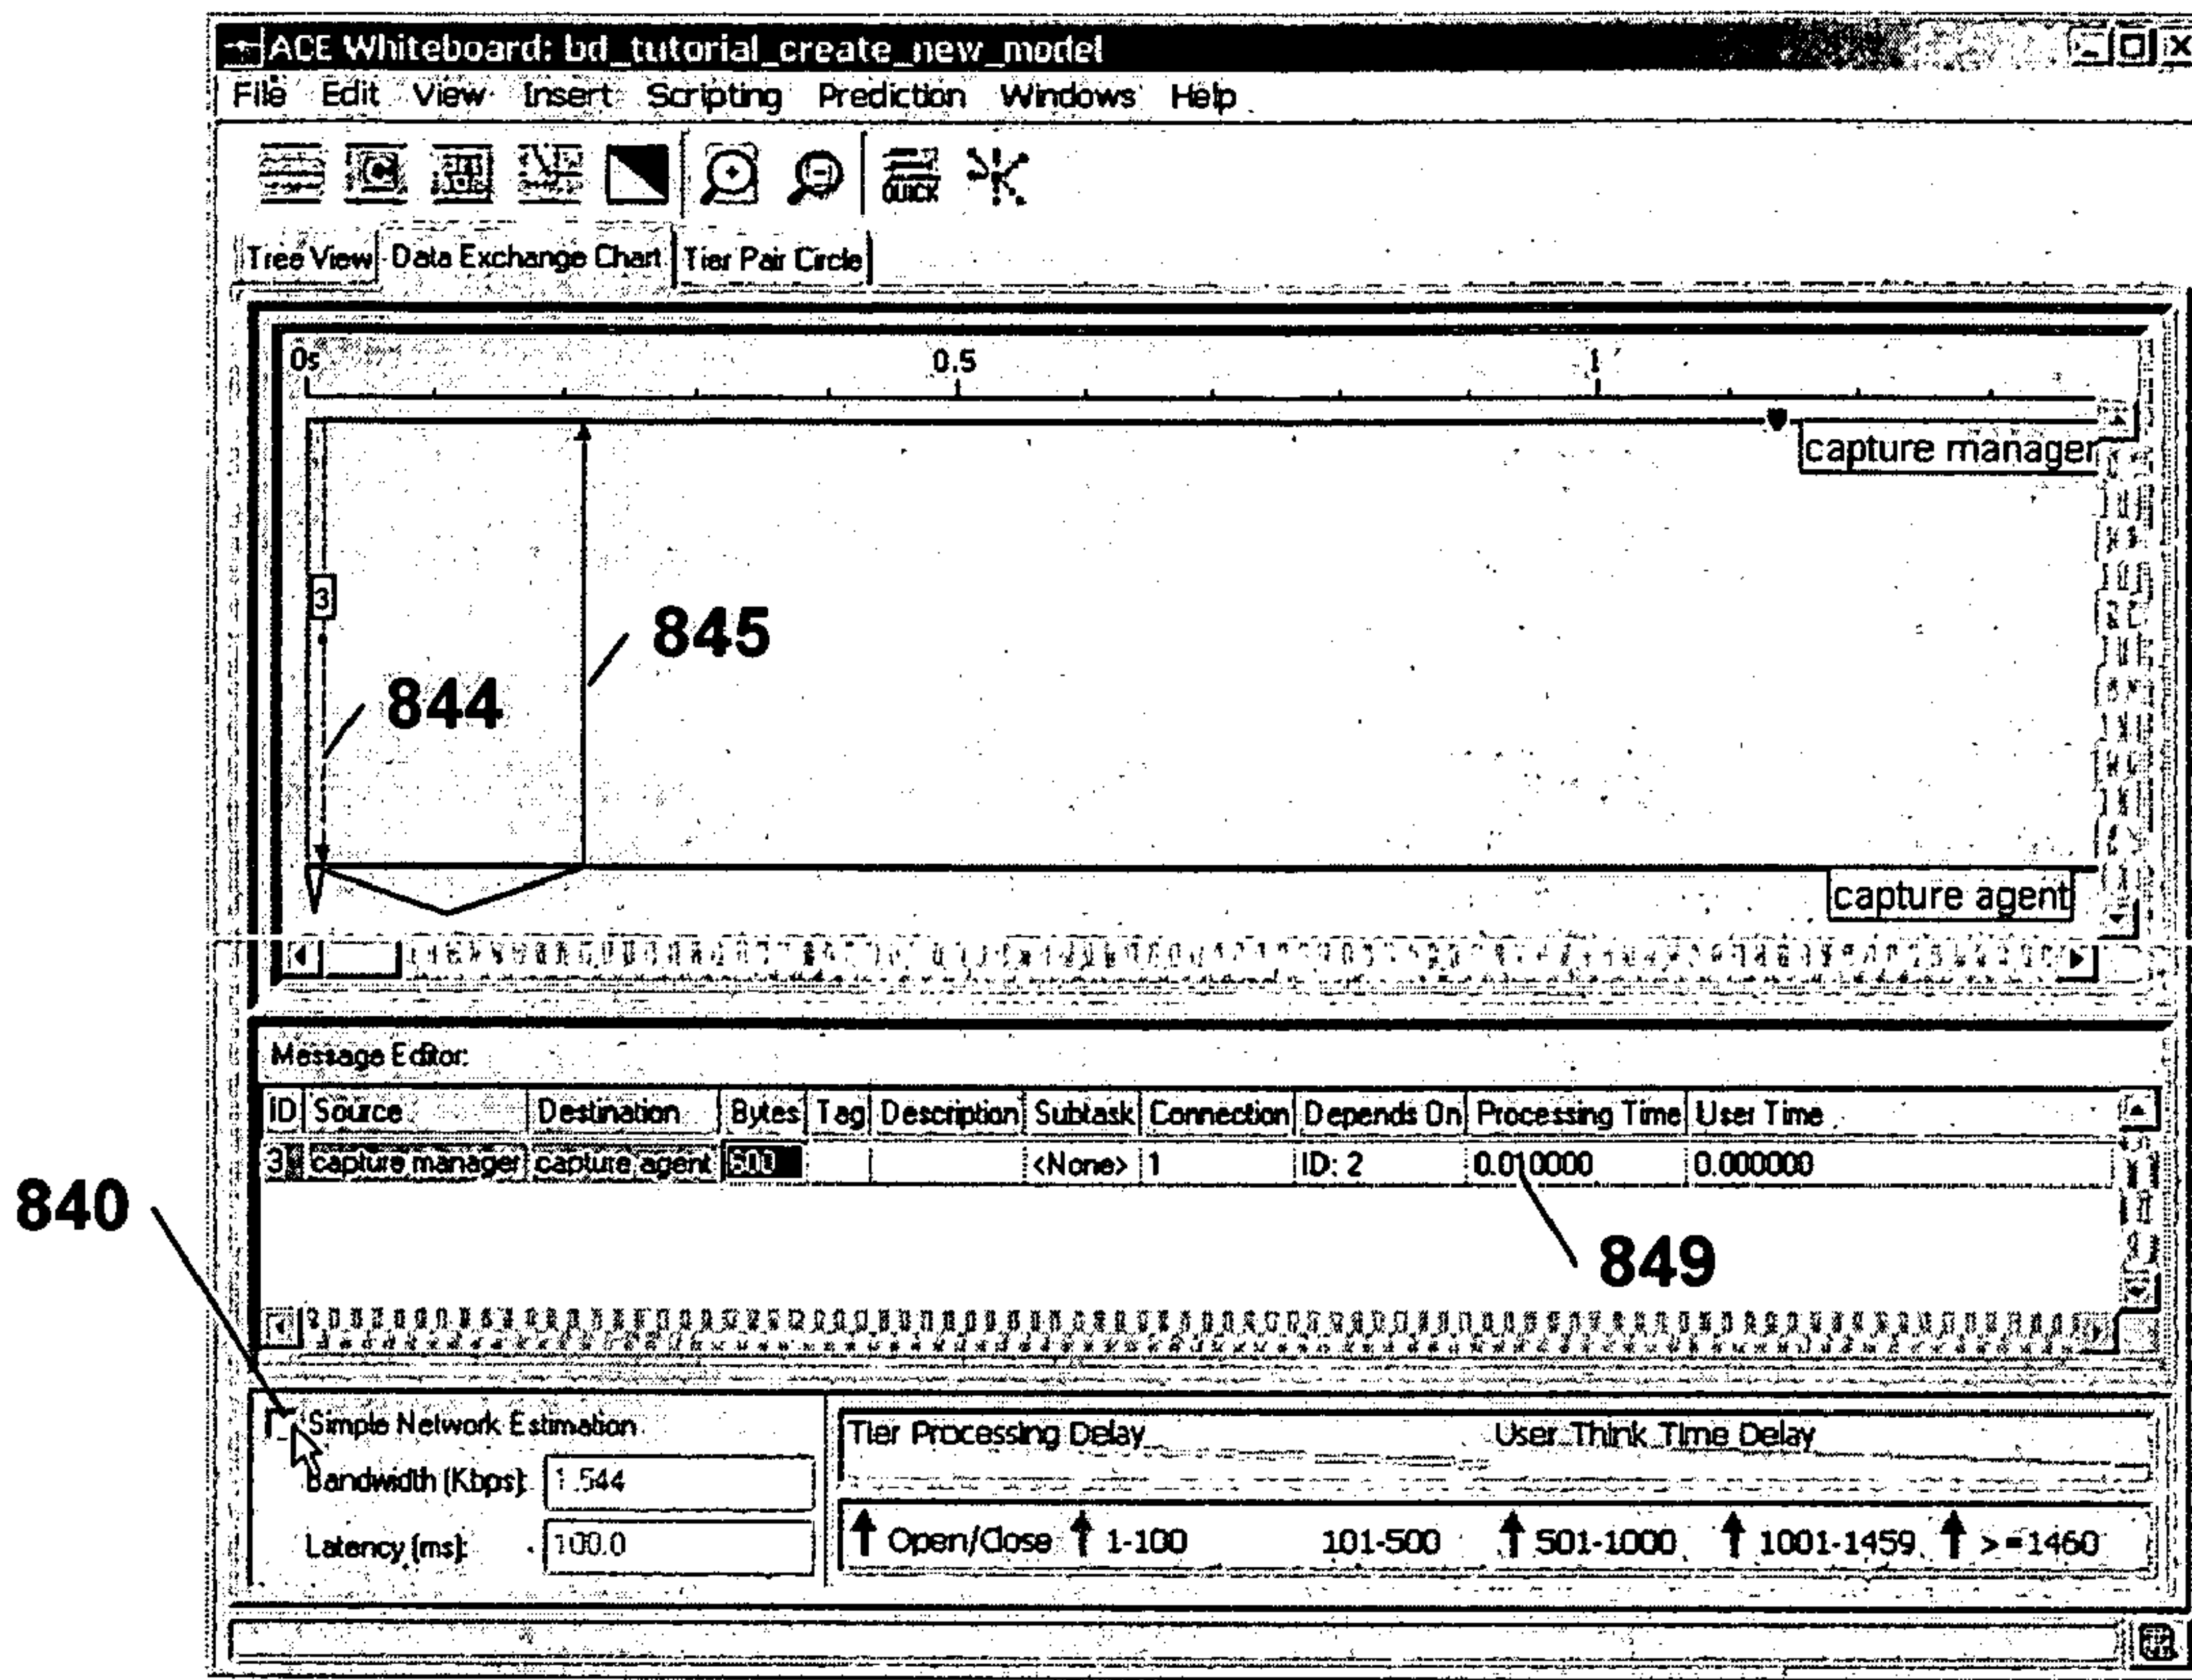 ACE Whiteboard: bd_tutorial_create_new_model
File Edit View Insert Scripting Prediction Windows Help
QUICK
Tree View Data Exchange Chart Tier Pair Circle
0s 0.5 1
capture manager
3
845
844
capture agent
Message Editor:
ID Source Destination Bytes Tag Description Subtask Connection Depends On Processing Time User Time
3 capture manager capture agent 600 <None> 1 ID: 2 0.010000 0.000000
840
849
Simple Network Estimation
Bandwidth (Kbps): 1.544
Latency (ms): 100.0
Tier Processing Delay User Think Time Delay
Open/Close 1-100 101-500 501-1000 1001-1459 >=1460